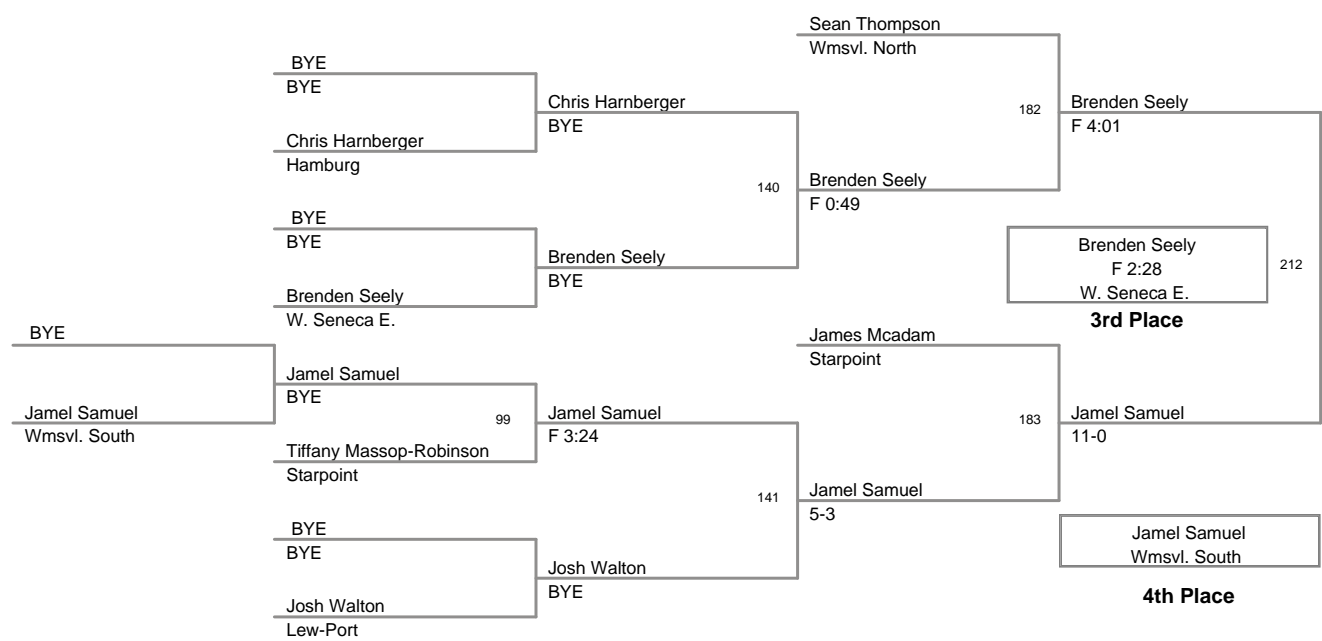 Sean Thompson
Wmsvl. North
BYE
BYE
Chris Harnberger
BYE
182
Brenden Seely
F 4:01
Chris Harnberger
Hamburg
140
Brenden Seely
F 0:49
BYE
BYE
Brenden Seely
BYE
Brenden Seely
F 2:28
W. Seneca E.
212
Brenden Seely
W. Seneca E.
3rd Place
BYE
James Mcadam
Starpoint
Jamel Samuel
BYE
Jamel Samuel
Wmsvl. South
99
Jamel Samuel
F 3:24
183
Jamel Samuel
11-0
Tiffany Massop-Robinson
Starpoint
141
Jamel Samuel
5-3
BYE
BYE
Jamel Samuel
Wmsvl. South
Josh Walton
BYE
4th Place
Josh Walton
Lew-Port